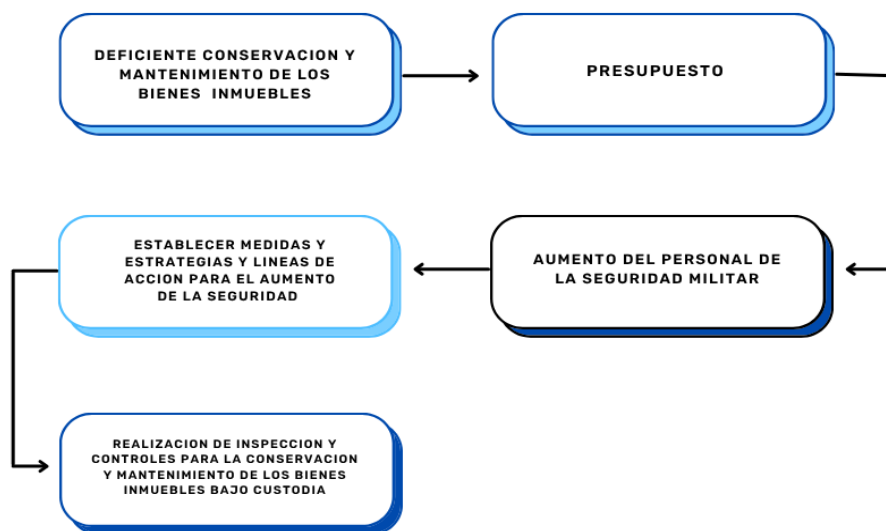 DEFICIENTE CONSERVACION Y
MANTENIMIENTO DE LOS
BIENES INMUEBLES
PRESUPUESTO
AUMENTO DEL PERSONAL DE
LA SEGURIDAD MILITAR
ESTABLECER MEDIDAS Y
ESTRATEGIAS Y LINEAS DE
ACCION PARA EL AUMENTO
DE LA SEGURIDAD
REALIZACION DE INSPECCION Y
CONTROLES PARA LA CONSERVACION
Y MANTENIMIENTO DE LOS BIENES
INMUEBLES BAJO CUSTODIA